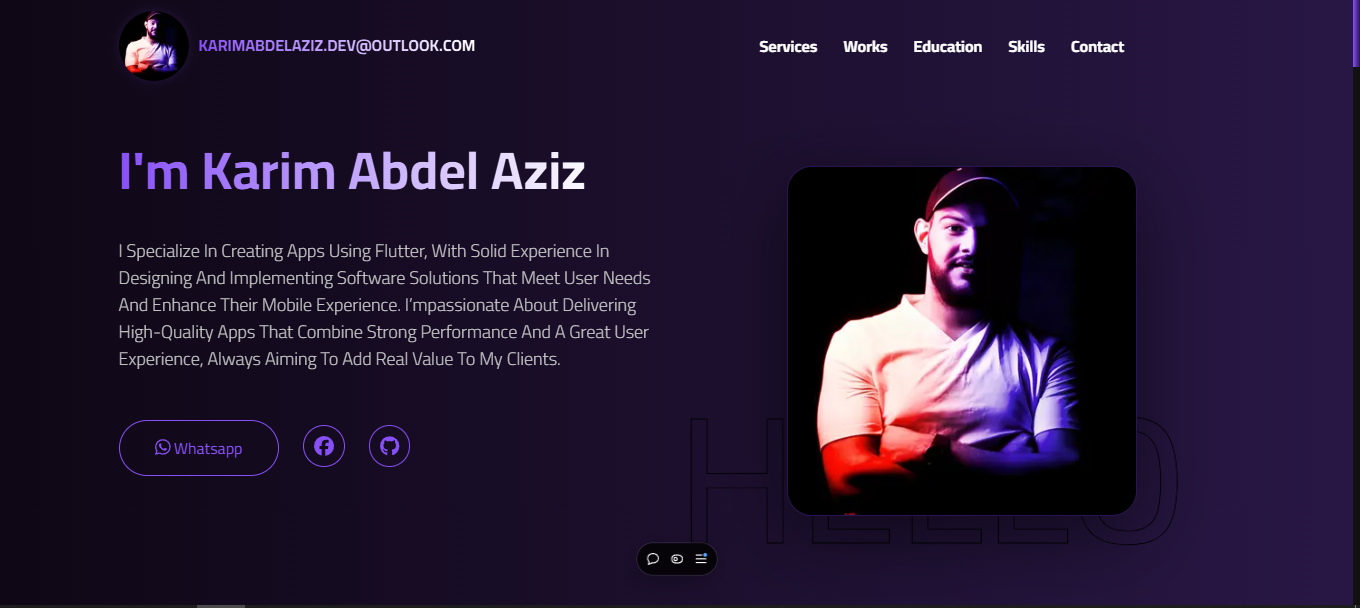 KARIMABDELAZIZ.DEV@OUTLOOK.COM
Services Works Education Skills Contact
I'm Karim Abdel Aziz
I Specialize In Creating Apps Using Flutter, With Solid Experience In
Designing And Implementing Software Solutions That Meet User Needs
And Enhance Their Mobile Experience. I'mpassionate About Delivering
High-Quality Apps That Combine Strong Performance And A Great User
Experience, Always Aiming To Add Real Value To My Clients.
Whatsapp
HELLO